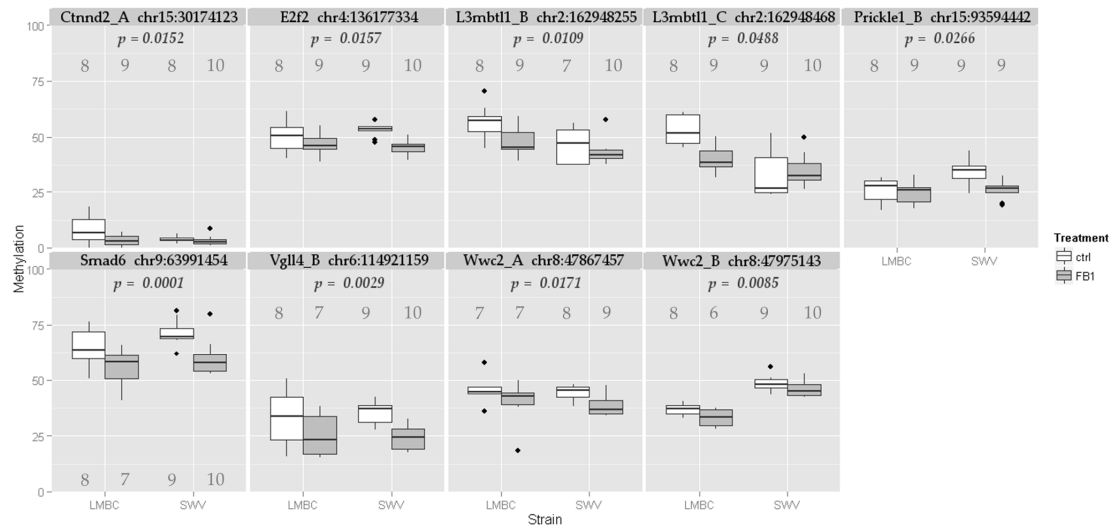 Ctnnd2_A chr15:30174123 E2f2 chr4:136177334 L3mbtl1_B chr2:162948255 L3mbtl1_C chr2:162948468 Prickle1_B chr15:93594442
p = 0.0152 p = 0.0157 p = 0.0109 p = 0.0488 p = 0.0266
8 9 8 10 8 9 9 10 8 9 7 10 8 9 9 10 8 9 9 9
100
75
50
25
0
LMBC SWV
Smad6 chr9:63991454 Vgll4_B chr6:114921159 Wwc2_A chr8:47867457 Wwc2_B chr8:47975143
p = 0.0001 p = 0.0029 p = 0.0171 p = 0.0085
8 7 9 10 7 7 8 9 8 6 9 10
100
75
50
25
0
8 7 9 10
LMBC SWV LMBC SWV LMBC SWV LMBC SWV
Strain
Methylation
Treatment
ctrl
FB1